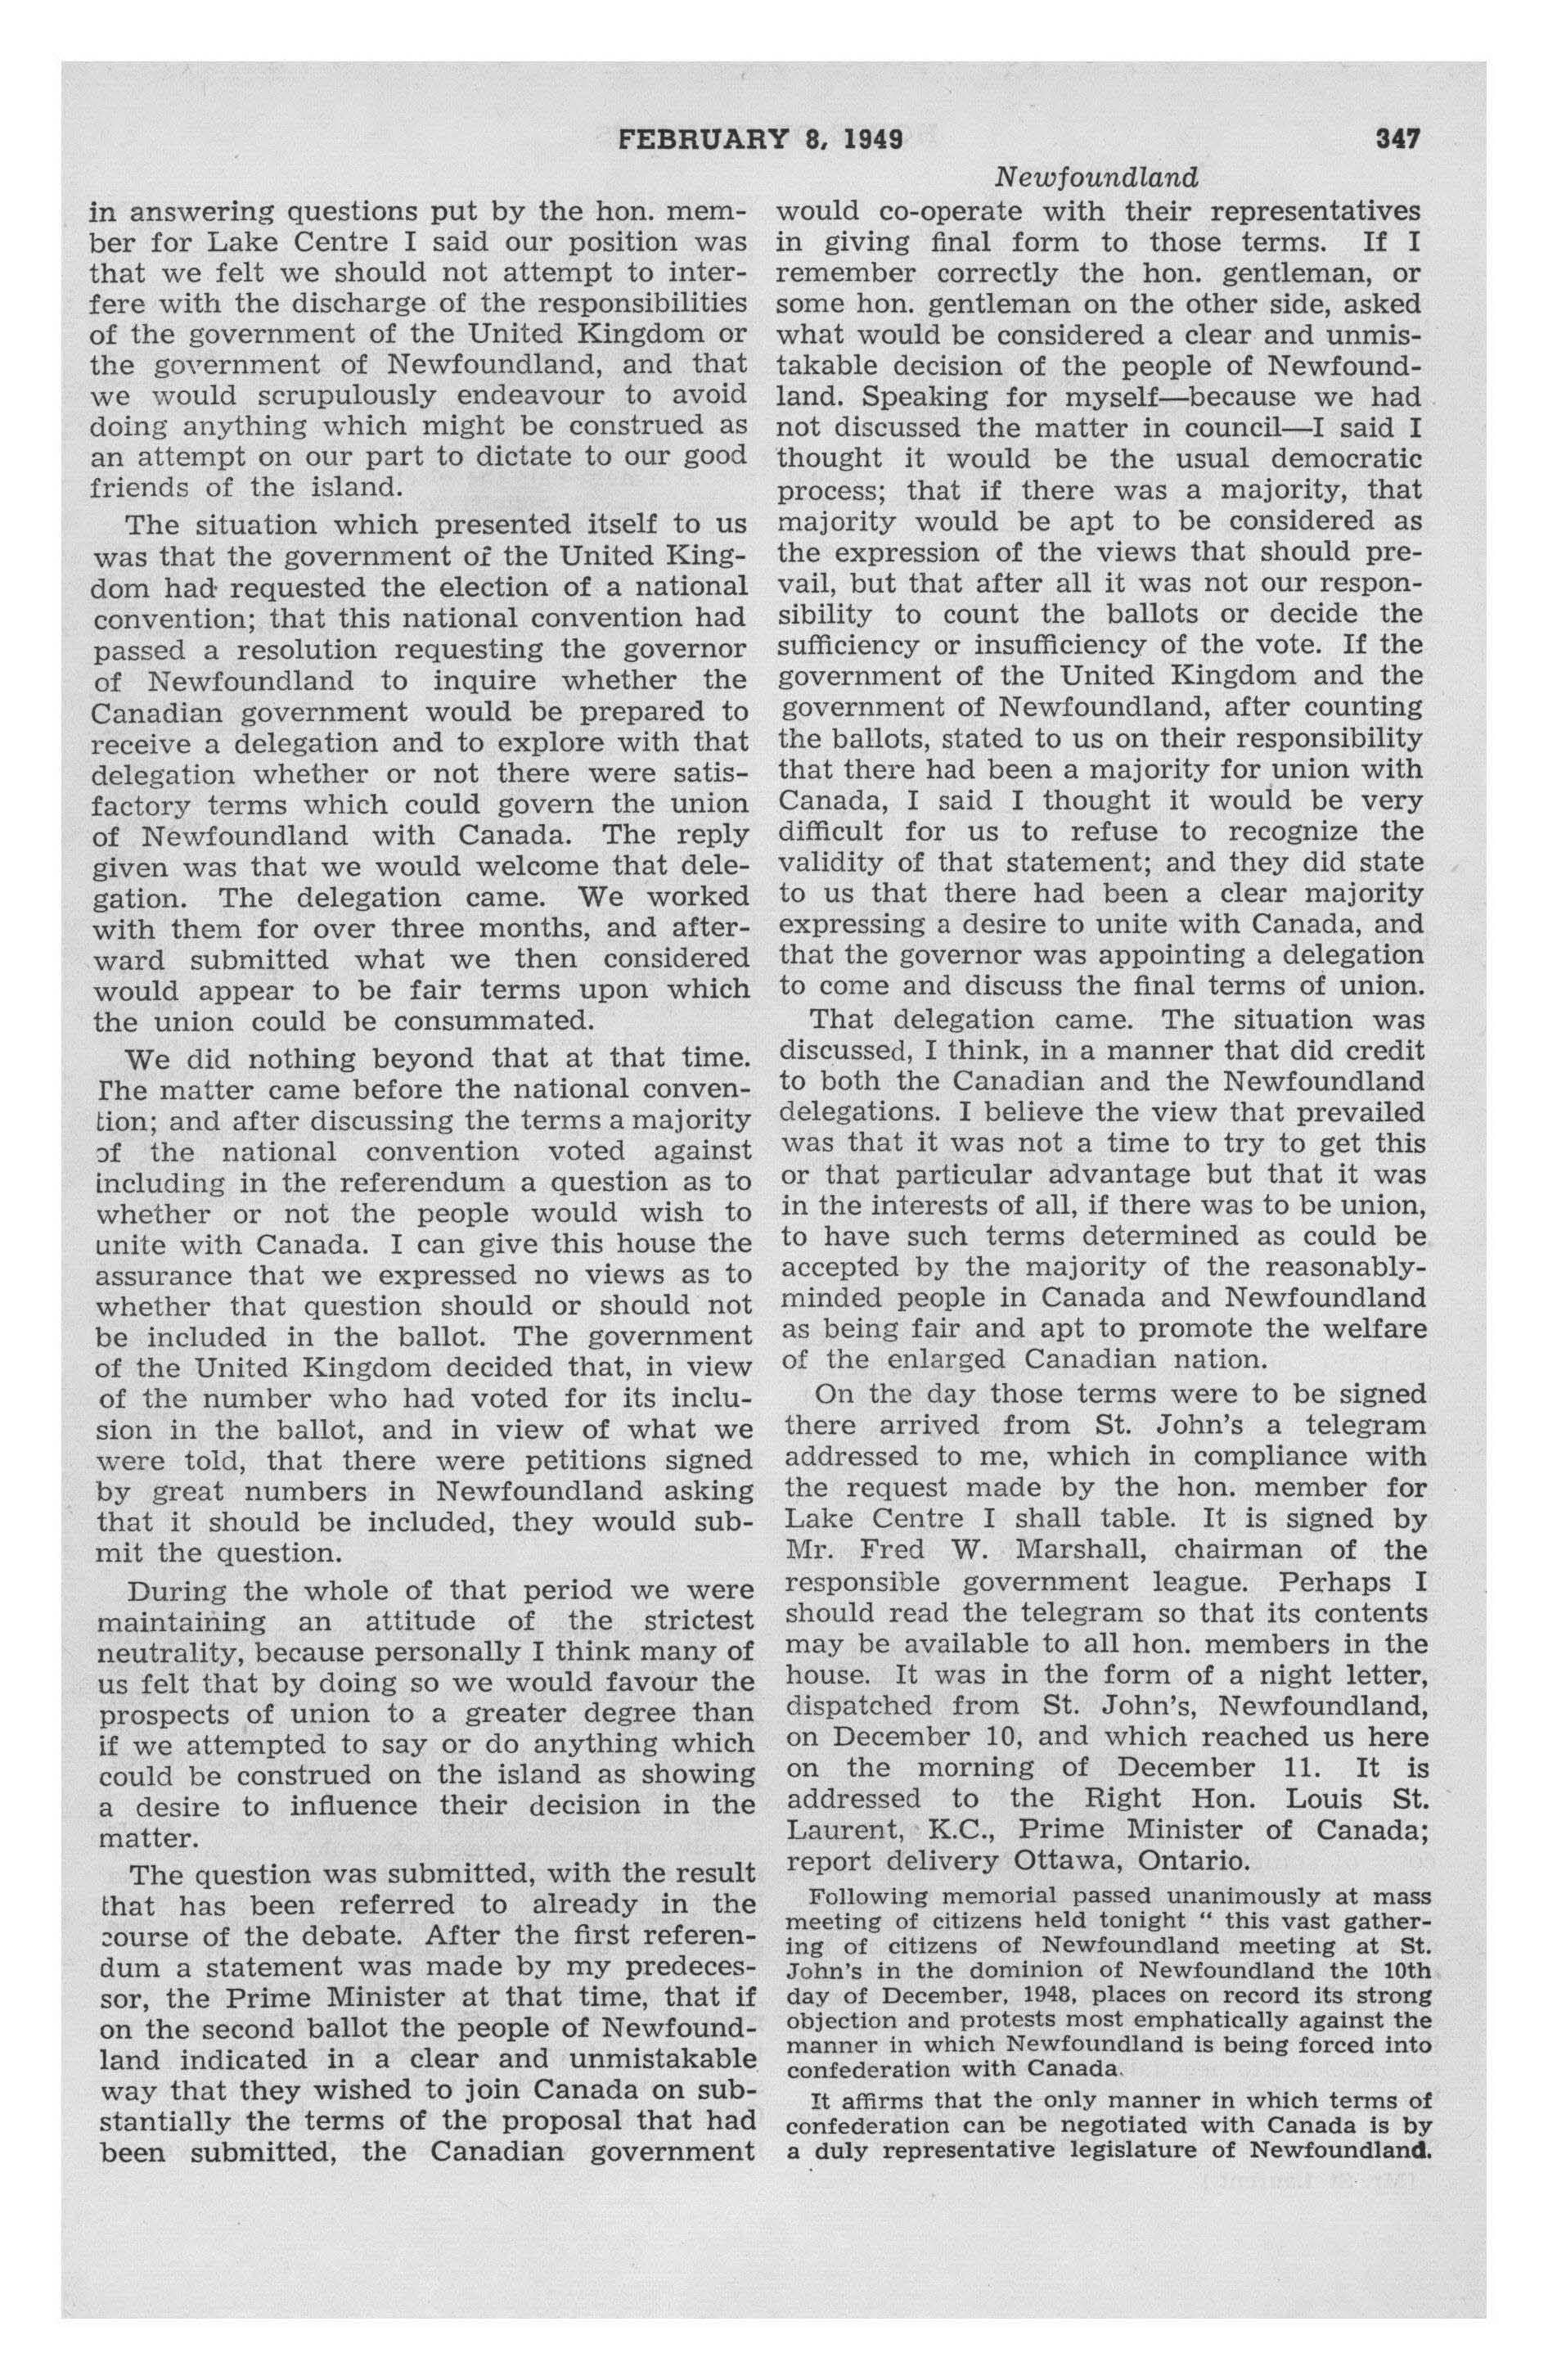 FEBRUARY 8, 1949
347
Newfoundland
in answering questions put by the hon. mem-
ber for Lake Centre I said our position was
that we felt we should not attempt to inter-
fere with the discharge of the responsibilities
of the government of the United Kingdom or
the government of Newfoundland, and that
we would scrupulously endeavour to avoid
doing anything which might be construed as
an attempt on our part to dictate to our good
friends of the island.
The situation which presented itself to us
was that the government of the United King-
dom had requested the election of a national
convention; that this national convention had
passed a resolution requesting the governor
of Newfoundland to inquire whether the
Canadian government would be prepared to
receive a delegation and to explore with that
delegation whether or not there were satis-
factory terms which could govern the union
of Newfoundland with Canada. The reply
given was that we would welcome that dele-
gation. The delegation came. We worked
with them for over three months, and after-
ward submitted what we then considered
would appear to be fair terms upon which
the union could be consummated.
We did nothing beyond that at that time.
The matter came before the national conven-
tion; and after discussing the terms a majority
of the national convention voted against
including in the referendum a question as to
whether or not the people would wish to
unite with Canada. I can give this house the
assurance that we expressed no views as to
whether that question should or should not
be included in the ballot. The government
of the United Kingdom decided that, in view
of the number who had voted for its inclu-
sion in the ballot, and in view of what we
were told, that there were petitions signed
by great numbers in Newfoundland asking
that it should be included, they would sub-
mit the question.
During the whole of that period we were
maintaining an attitude of the strictest
neutrality, because personally I think many of
us felt that by doing so we would favour the
prospects of union to a greater degree than
if we attempted to say or do anything which
could be construed on the island as showing
a desire to influence their decision in the
matter.
The question was submitted, with the result
that has been referred to already in the
course of the debate. After the first referen-
dum a statement was made by my predeces-
sor, the Prime Minister at that time, that if
on the second ballot the people of Newfound-
land indicated in a clear and unmistakable
way that they wished to join Canada on sub-
stantially the terms of the proposal that had
been submitted, the Canadian government
would co-operate with their representatives
in giving final form to those terms. If I
remember correctly the hon. gentleman, or
some hon. gentleman on the other side, asked
what would be considered a clear and unmis-
takable decision of the people of Newfound-
land. Speaking for myself—because we had
not discussed the matter in council—I said I
thought it would be the usual democratic
process; that if there was a majority, that
majority would be apt to be considered as
the expression of the views that should pre-
vail, but that after all it was not our respon-
sibility to count the ballots or decide the
sufficiency or insufficiency of the vote. If the
government of the United Kingdom and the
government of Newfoundland, after counting
the ballots, stated to us on their responsibility
that there had been a majority for union with
Canada, I said I thought it would be very
difficult for us to refuse to recognize the
validity of that statement; and they did state
to us that there had been a clear majority
expressing a desire to unite with Canada, and
that the governor was appointing a delegation
to come and discuss the final terms of union.
That delegation came. The situation was
discussed, I think, in a manner that did credit
to both the Canadian and the Newfoundland
delegations. I believe the view that prevailed
was that it was not a time to try to get this
or that particular advantage but that it was
in the interests of all, if there was to be union,
to have such terms determined as could be
accepted by the majority of the reasonably-
minded people in Canada and Newfoundland
as being fair and apt to promote the welfare
of the enlarged Canadian nation.
On the day those terms were to be signed
there arrived from St. John's a telegram
addressed to me, which in compliance with
the request made by the hon. member for
Lake Centre I shall table. It is signed by
Mr. Fred W. Marshall, chairman of the
responsible government league. Perhaps I
should read the telegram so that its contents
may be available to all hon. members in the
house. It was in the form of a night letter,
dispatched from St. John's, Newfoundland,
on December 10, and which reached us here
on the morning of December 11. It is
addressed to the Right Hon. Louis St.
Laurent, K.C., Prime Minister of Canada;
report delivery Ottawa, Ontario.
Following memorial passed unanimously at mass
meeting of citizens held tonight " this vast gather-
ing of citizens of Newfoundland meeting at St.
John's in the dominion of Newfoundland the 10th
day of December, 1948, places on record its strong
objection and protests most emphatically against the
manner in which Newfoundland is being forced into
confederation with Canada.
It affirms that the only manner in which terms of
confederation can be negotiated with Canada is by
a duly representative legislature of Newfoundland.